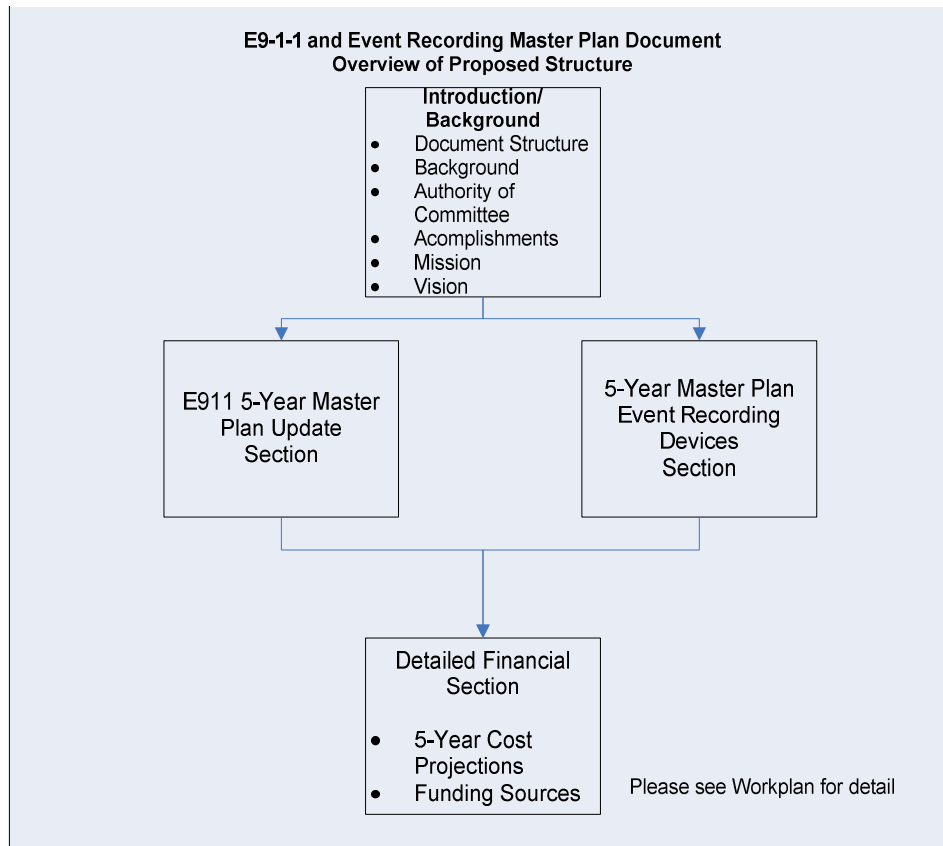 E9-1-1 and Event Recording Master Plan Document
Overview of Proposed Structure
Introduction/
Background
• Document Structure
• Background
• Authority of
Committee
• Acomplishments
• Mission
• Vision
E911 5-Year Master
Plan Update
Section
5-Year Master Plan
Event Recording
Devices
Section
Detailed Financial
Section
• 5-Year Cost
Projections
• Funding Sources
Please see Workplan for detail